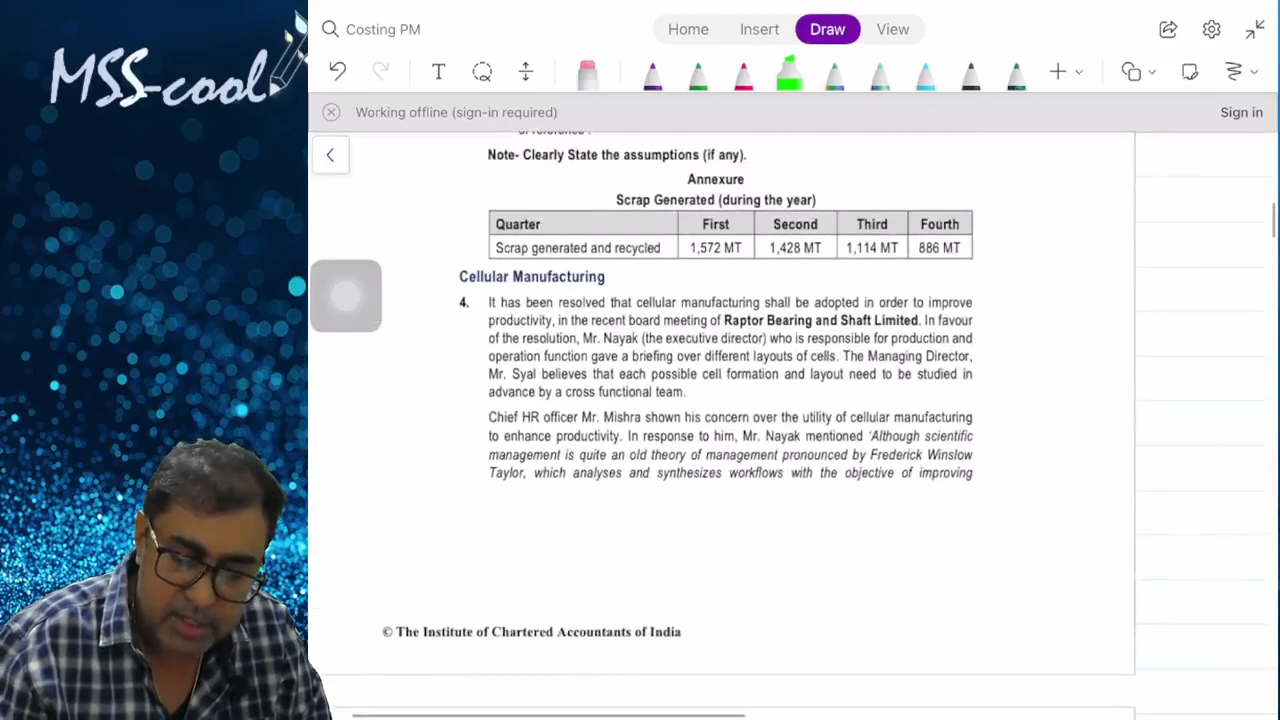 MSS-cool
Costing PM
Home Insert Draw View
Working offline (sign-in required) Sign in
of reference'.
Note- Clearly State the assumptions (if any).
Annexure
Scrap Generated (during the year)
Quarter First Second Third Fourth
Scrap generated and recycled 1,572 MT 1,428 MT 1,114 MT 886 MT
Cellular Manufacturing
4. It has been resolved that cellular manufacturing shall be adopted in order to improve
productivity, in the recent board meeting of Raptor Bearing and Shaft Limited. In favour
of the resolution, Mr. Nayak (the executive director) who is responsible for production and
operation function gave a briefing over different layouts of cells. The Managing Director,
Mr. Syal believes that each possible cell formation and layout need to be studied in
advance by a cross functional team.
Chief HR officer Mr. Mishra shown his concern over the utility of cellular manufacturing
to enhance productivity. In response to him, Mr. Nayak mentioned 'Although scientific
management is quite an old theory of management pronounced by Frederick Winslow
Taylor, which analyses and synthesizes workflows with the objective of improving
© The Institute of Chartered Accountants of India